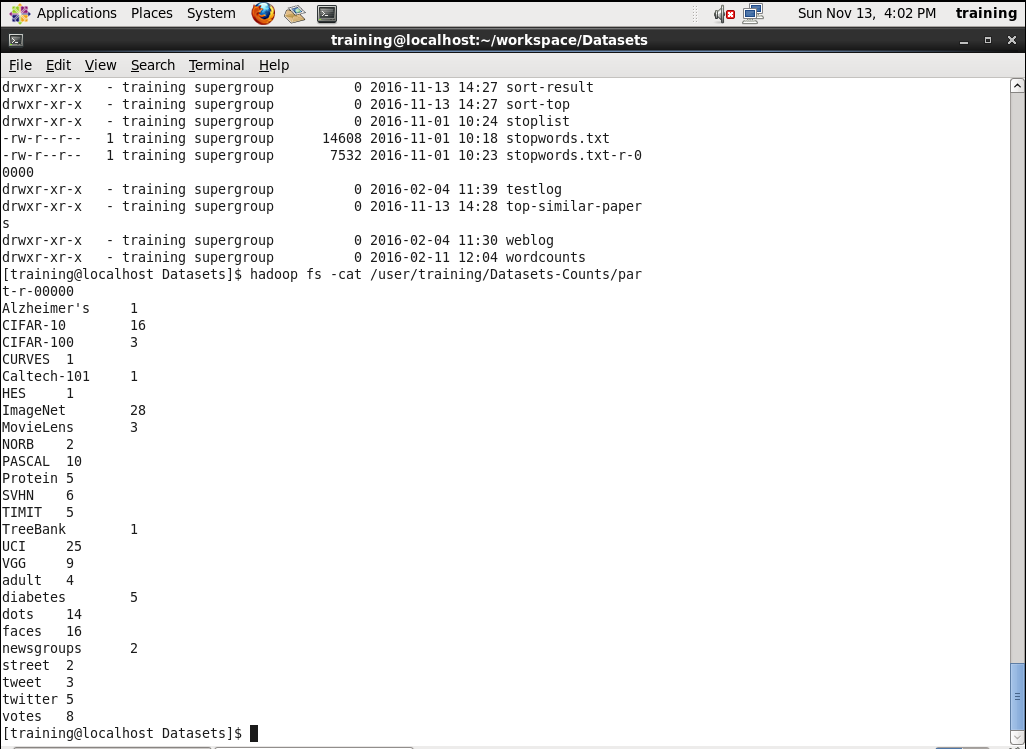 Applications Places System Sun Nov 13, 4:02 PM training
training@localhost:~/workspace/Datasets
File Edit View Search Terminal Help
drwxr-xr-x   - training supergroup          0 2016-11-13 14:27 sort-result
drwxr-xr-x   - training supergroup          0 2016-11-13 14:27 sort-top
drwxr-xr-x   - training supergroup          0 2016-11-01 10:24 stoplist
-rw-r--r--   1 training supergroup      14608 2016-11-01 10:18 stopwords.txt
-rw-r--r--   1 training supergroup       7532 2016-11-01 10:23 stopwords.txt-r-0
0000
drwxr-xr-x   - training supergroup          0 2016-02-04 11:39 testlog
drwxr-xr-x   - training supergroup          0 2016-11-13 14:28 top-similar-paper
s
drwxr-xr-x   - training supergroup          0 2016-02-04 11:30 weblog
drwxr-xr-x   - training supergroup          0 2016-02-11 12:04 wordcounts
[training@localhost Datasets]$ hadoop fs -cat /user/training/Datasets-Counts/par
t-r-00000
Alzheimer's     1
CIFAR-10        16
CIFAR-100       3
CURVES  1
Caltech-101     1
HES     1
ImageNet        28
MovieLens       3
NORB    2
PASCAL  10
Protein 5
SVHN    6
TIMIT   5
TreeBank        1
UCI     25
VGG     9
adult   4
diabetes        5
dots    14
faces   16
newsgroups      2
street  2
tweet   3
twitter 5
votes   8
[training@localhost Datasets]$